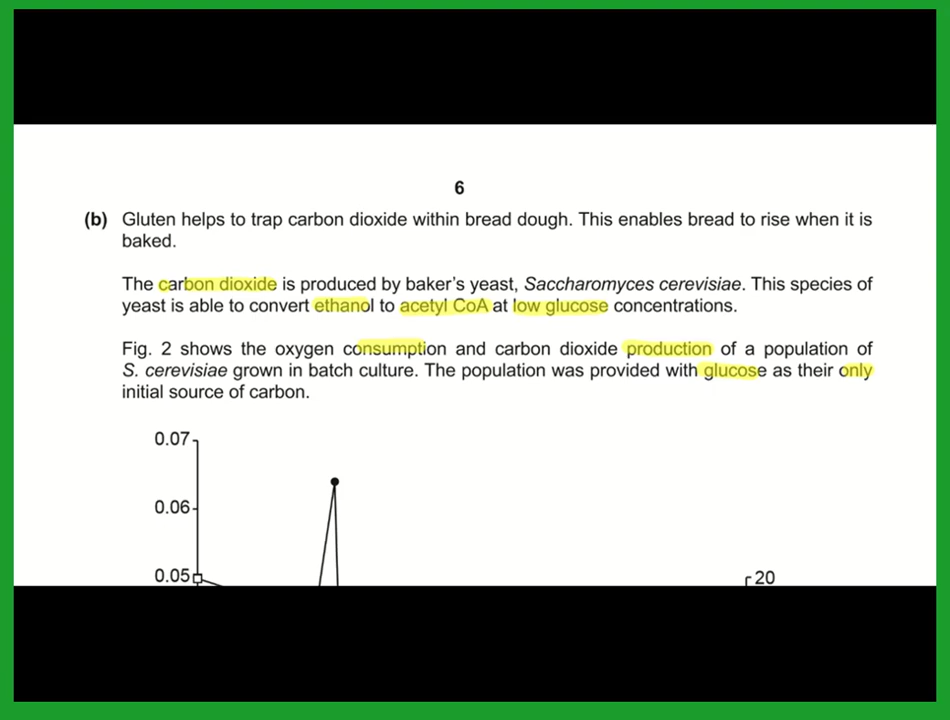 6
(b) Gluten helps to trap carbon dioxide within bread dough. This enables bread to rise when it is
baked.
The carbon dioxide is produced by baker's yeast, Saccharomyces cerevisiae. This species of
yeast is able to convert ethanol to acetyl CoA at low glucose concentrations.
Fig. 2 shows the oxygen consumption and carbon dioxide production of a population of
S. cerevisiae grown in batch culture. The population was provided with glucose as their only
initial source of carbon.
0.07
0.06
0.05
20